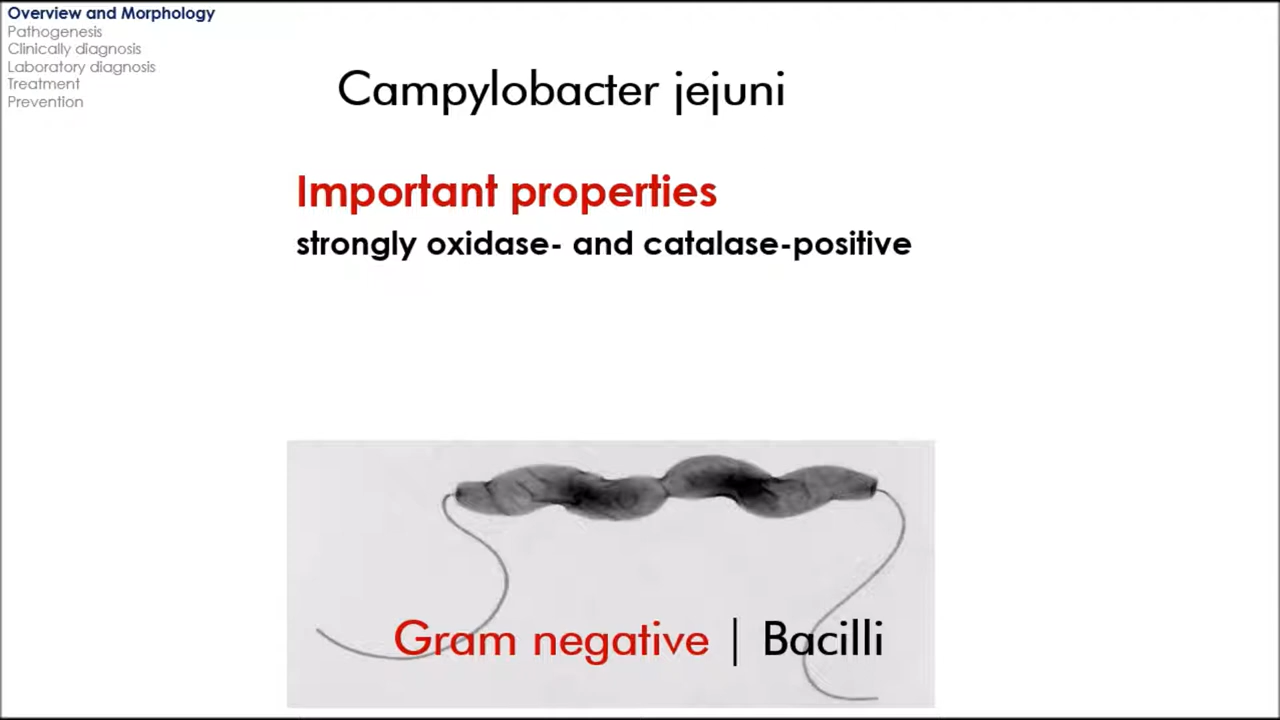 Overview and Morphology
Pathogenesis
Clinically diagnosis
Laboratory diagnosis
Treatment
Prevention
Campylobacter jejuni
Important properties
strongly oxidase- and catalase-positive
Gram negative | Bacilli